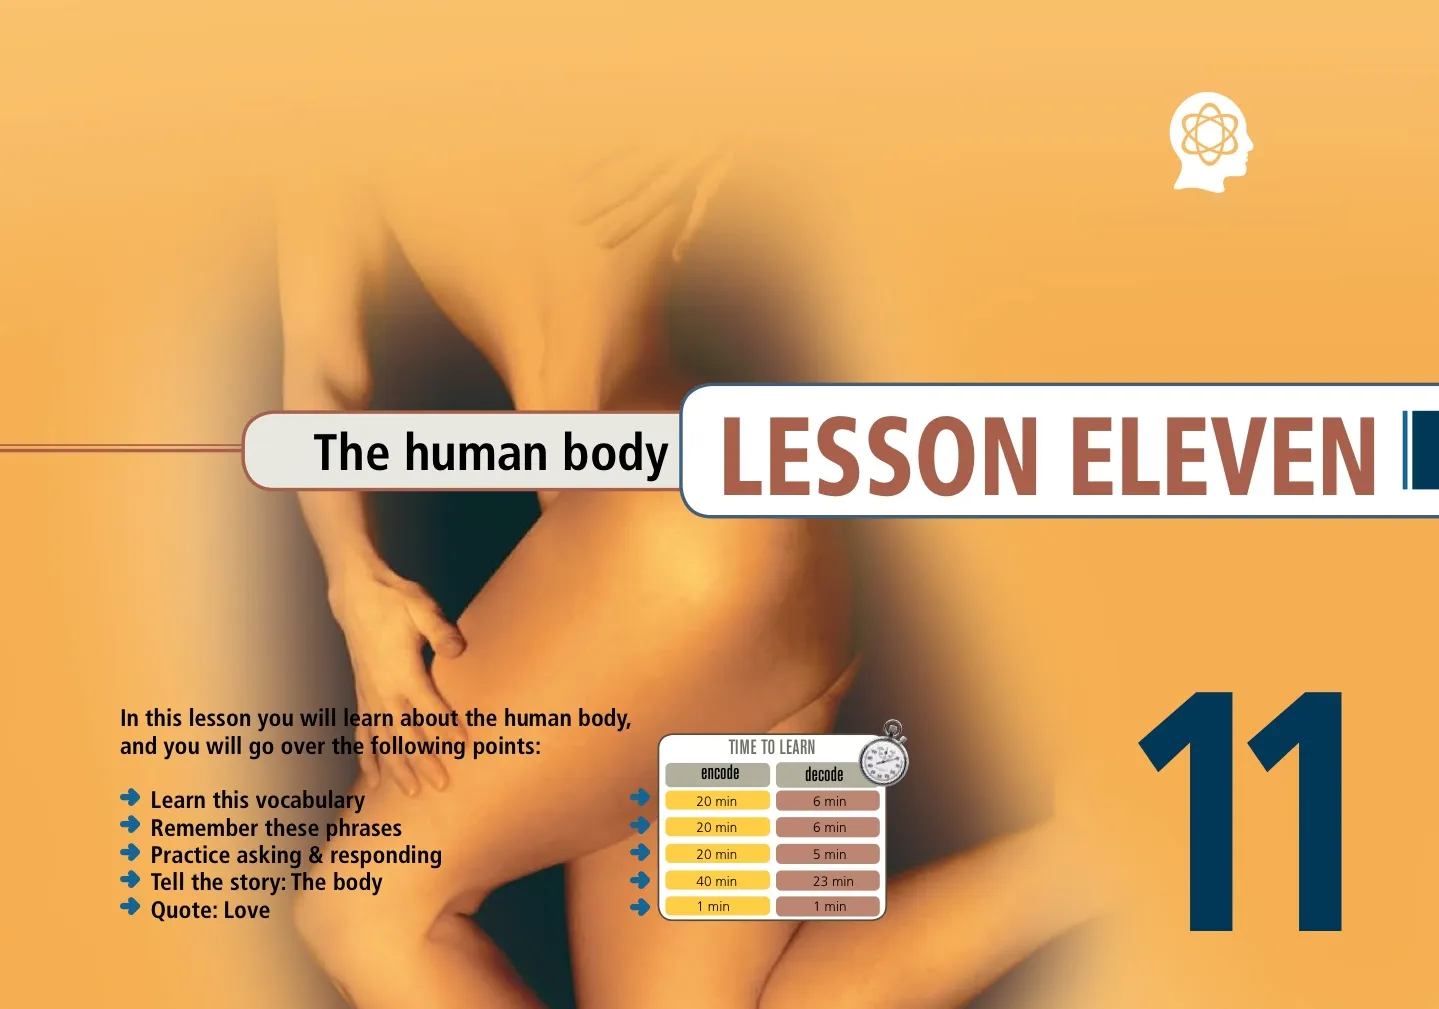 The human body
LESSON ELEVEN
In this lesson you will learn about the human body,
and you will go over the following points:
Learn this vocabulary
Remember these phrases
Practice asking & responding
Tell the story: The body
Quote: Love
TIME TO LEARN
encode decode
20 min 6 min
20 min 6 min
20 min 5 min
40 min 23 min
1 min 1 min
11